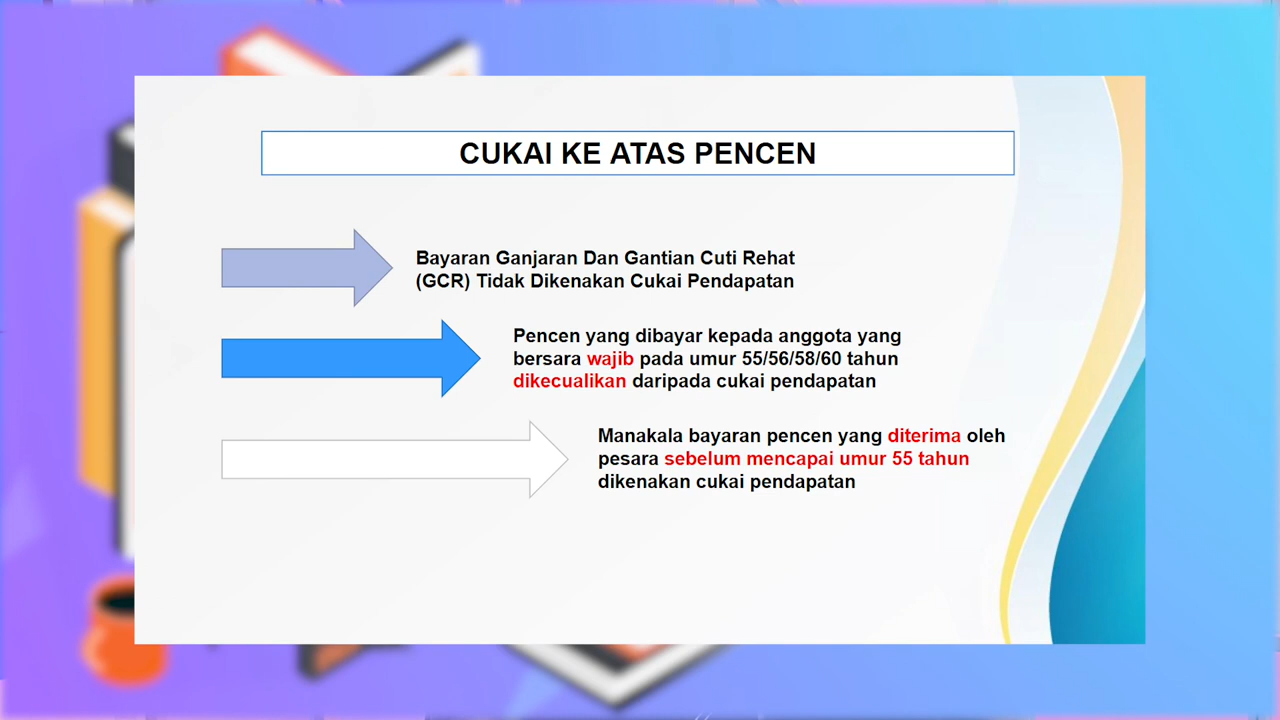 CUKAI KE ATAS PENCEN
Bayaran Ganjaran Dan Gantian Cuti Rehat
(GCR) Tidak Dikenakan Cukai Pendapatan
Pencen yang dibayar kepada anggota yang
bersara wajib pada umur 55/56/58/60 tahun
dikecualikan daripada cukai pendapatan
Manakala bayaran pencen yang diterima oleh
pesara sebelum mencapai umur 55 tahun
dikenakan cukai pendapatan